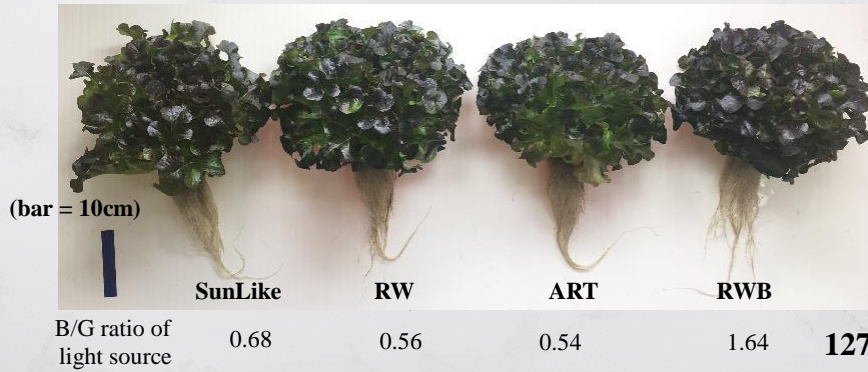 (bar = 10cm)
SunLike RW ART RWB
B/G ratio of
light source 0.68 0.56 0.54 1.64 127